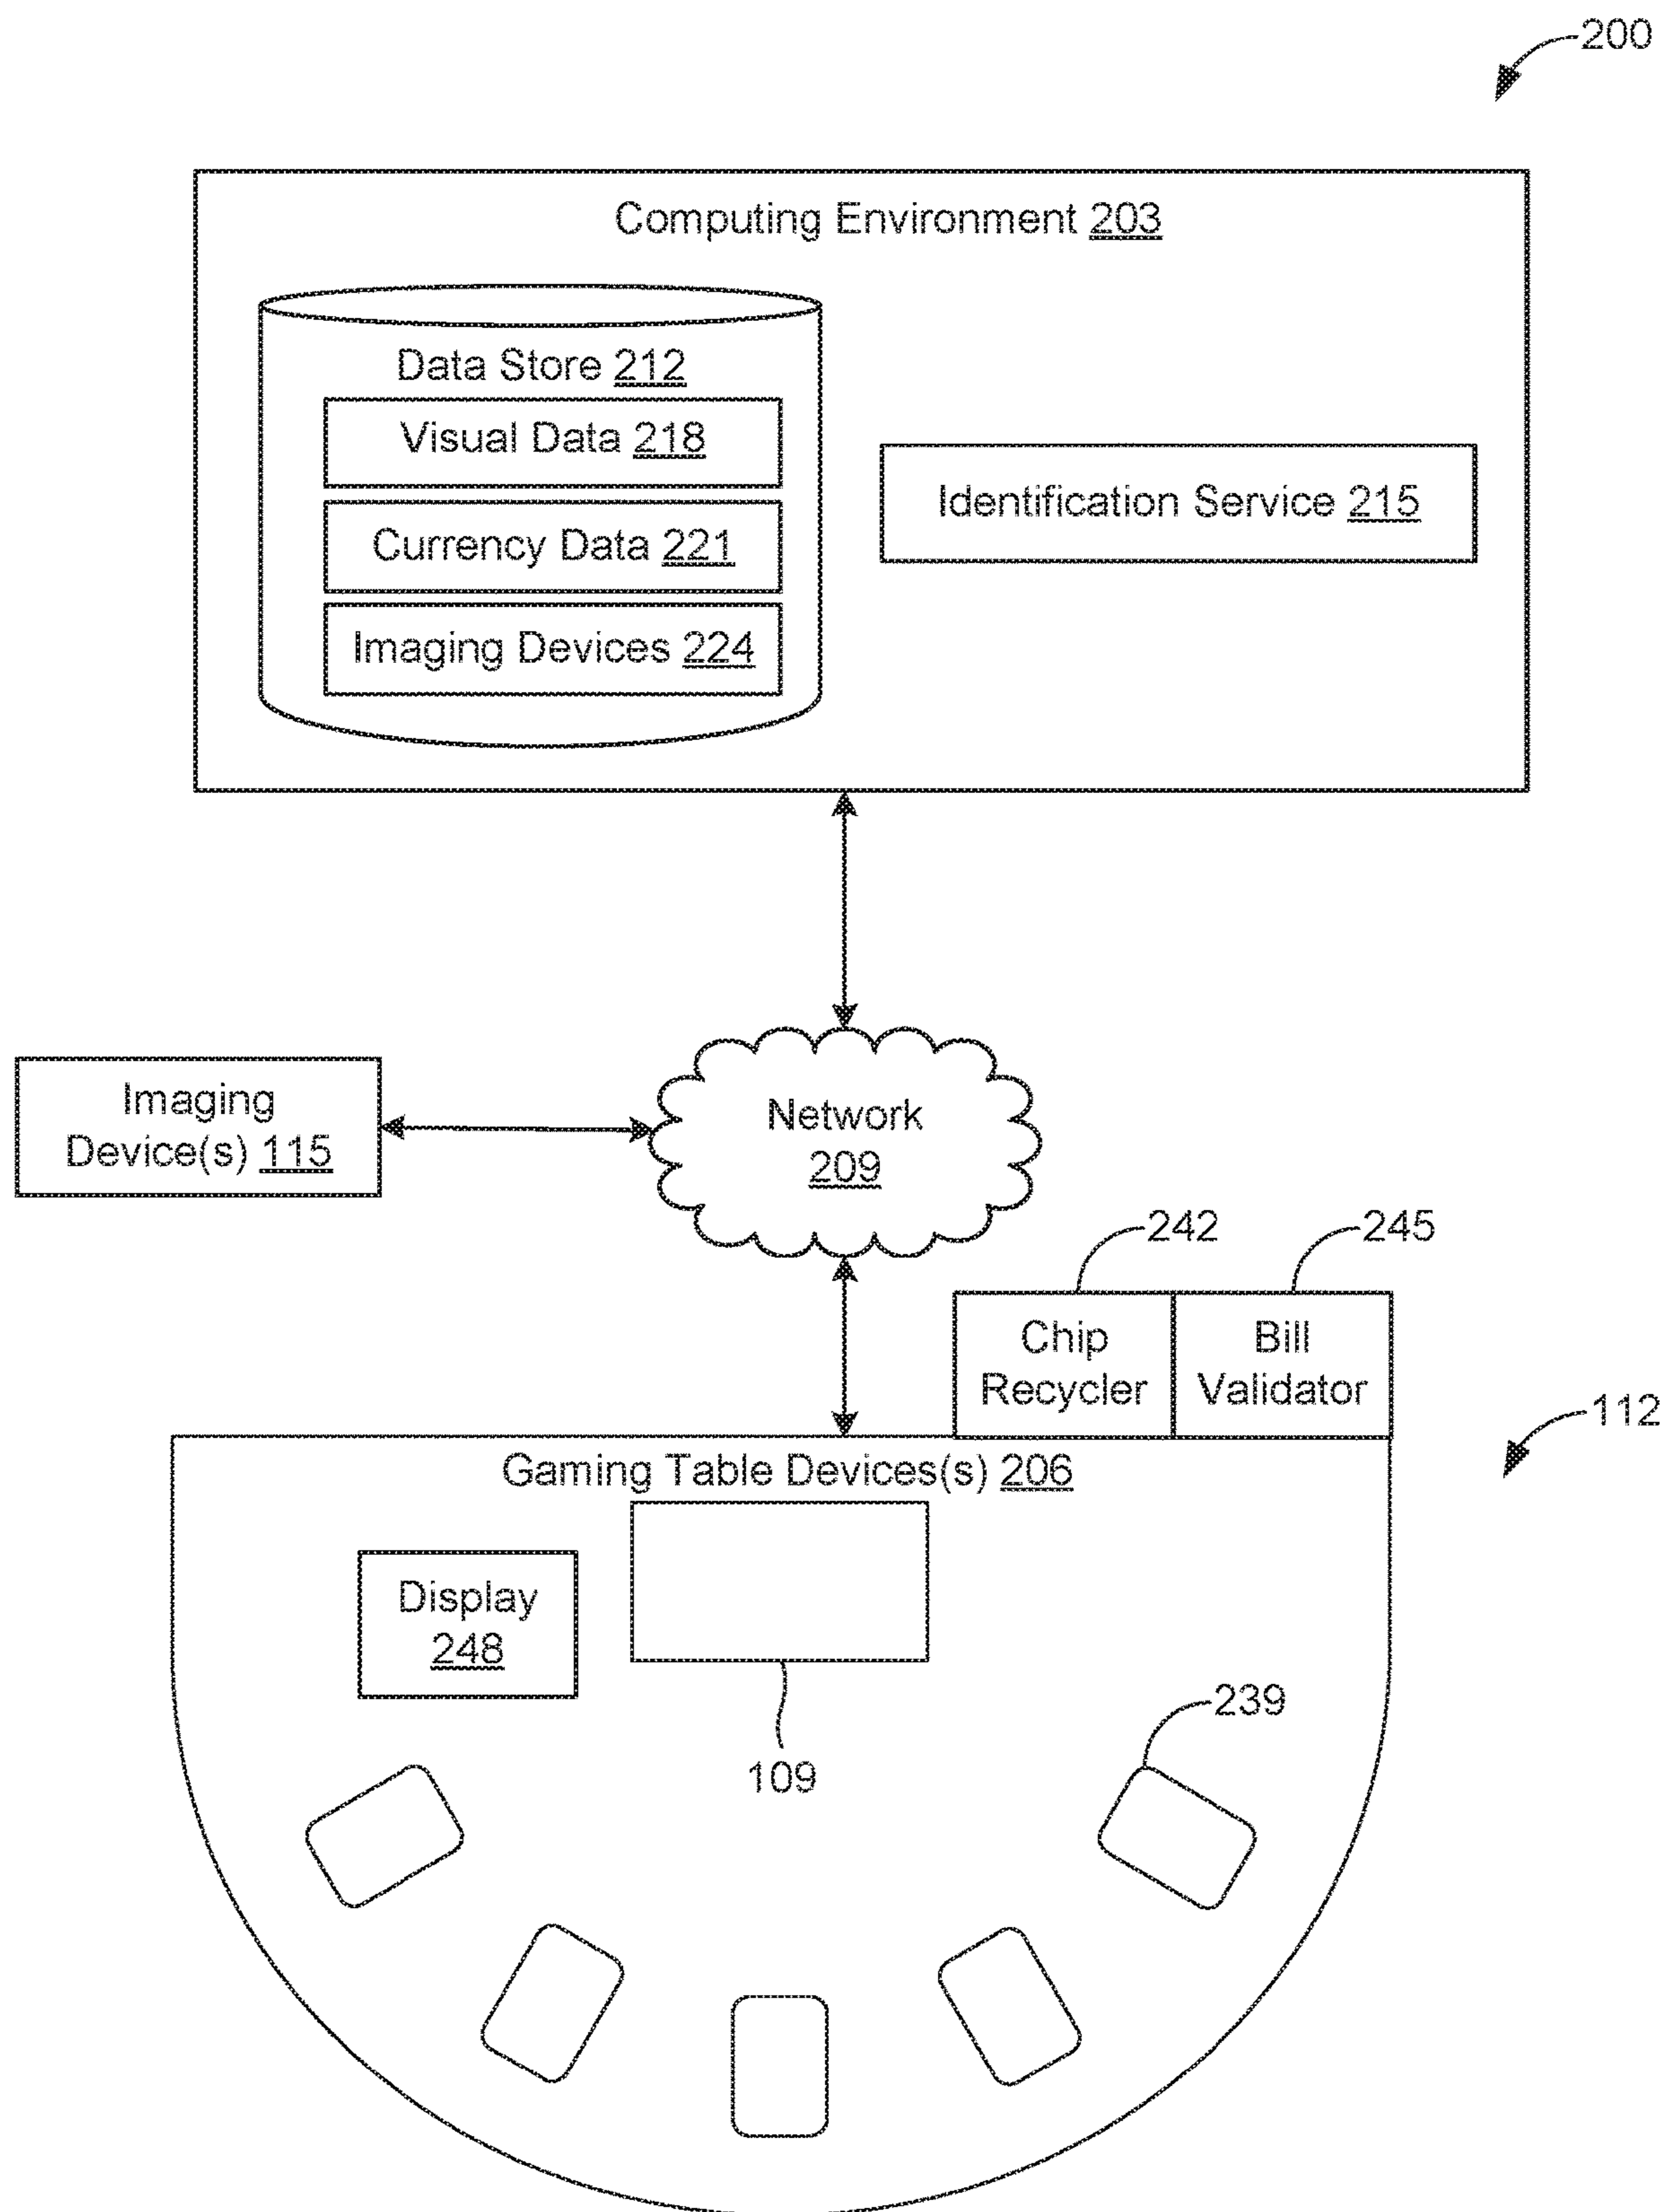 200
Computing Environment 203
Data Store 212
Visual Data 218
Currency Data 221
Imaging Devices 224
Identification Service 215
Imaging
Device(s) 115
Network
209
242
245
Chip
Recycler
Bill
Validator
112
Gaming Table Devices(s) 206
Display
248
109
239